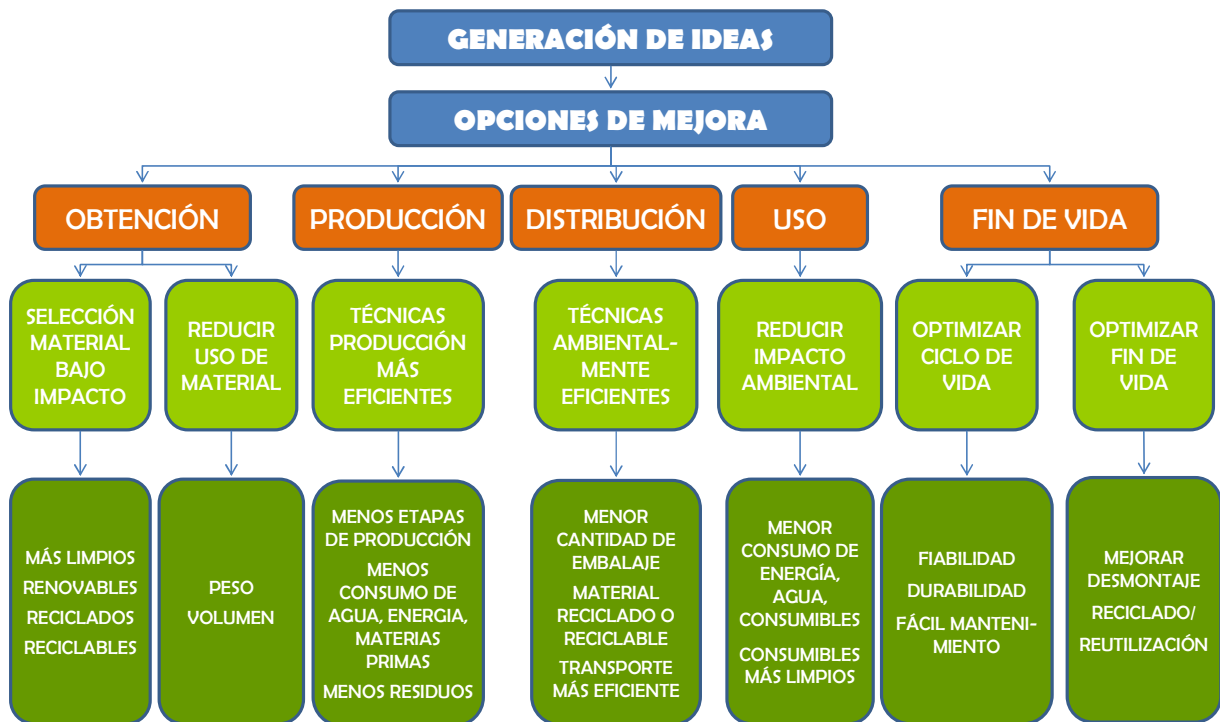 GENERACIÓN DE IDEAS
OPCIONES DE MEJORA
OBTENCIÓN
PRODUCCIÓN
DISTRIBUCIÓN
USO
FIN DE VIDA
SELECCIÓN
MATERIAL
BAJO
IMPACTO
REDUCIR
USO DE
MATERIAL
TÉCNICAS
PRODUCCIÓN
MÁS
EFICIENTES
TÉCNICAS
AMBIENTAL-
MENTE
EFICIENTES
REDUCIR
IMPACTO
AMBIENTAL
OPTIMIZAR
CICLO DE
VIDA
OPTIMIZAR
FIN DE
VIDA
MÁS LIMPIOS
RENOVABLES
RECICLADOS
RECICLABLES
PESO
VOLUMEN
MENOS ETAPAS
DE PRODUCCIÓN
MENOS
CONSUMO DE
AGUA, ENERGIA,
MATERIAS
PRIMAS
MENOS RESIDUOS
MENOR
CANTIDAD DE
EMBALAJE
MATERIAL
RECICLADO O
RECICLABLE
TRANSPORTE
MÁS EFICIENTE
MENOR
CONSUMO DE
ENERGÍA,
AGUA,
CONSUMIBLES
CONSUMIBLES
MÁS LIMPIOS
FIABILIDAD
DURABILIDAD
FÁCIL MANTENI-
MIENTO
MEJORAR
DESMONTAJE
RECICLADO/
REUTILIZACIÓN